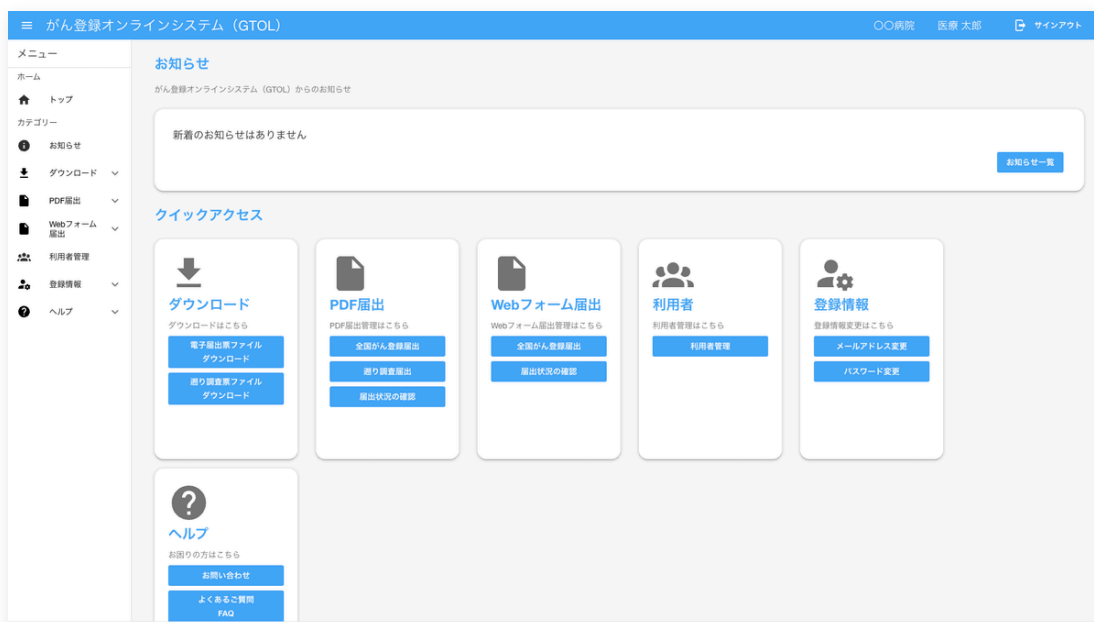 がん登録オンラインシステム（GTOL）
〇〇病院 医療 太郎 サインアウト
メニュー
ホーム
トップ
カテゴリー
お知らせ
ダウンロード
PDF届出
Webフォーム
届出
利用者管理
登録情報
ヘルプ
お知らせ
がん登録オンラインシステム（GTOL）からのお知らせ
新着のお知らせはありません
お知らせ一覧
クイックアクセス
ダウンロード
ダウンロードはこちら
電子届出票ファイル
ダウンロード
遡り調査票ファイル
ダウンロード
PDF届出
PDF届出管理はこちら
全国がん登録届出
遡り調査届出
届出状況の確認
Webフォーム届出
Webフォーム届出管理はこちら
全国がん登録届出
届出状況の確認
利用者
利用者管理はこちら
利用者管理
登録情報
登録情報変更はこちら
メールアドレス変更
パスワード変更
ヘルプ
お困りの方はこちら
お問い合わせ
よくあるご質問
FAQ